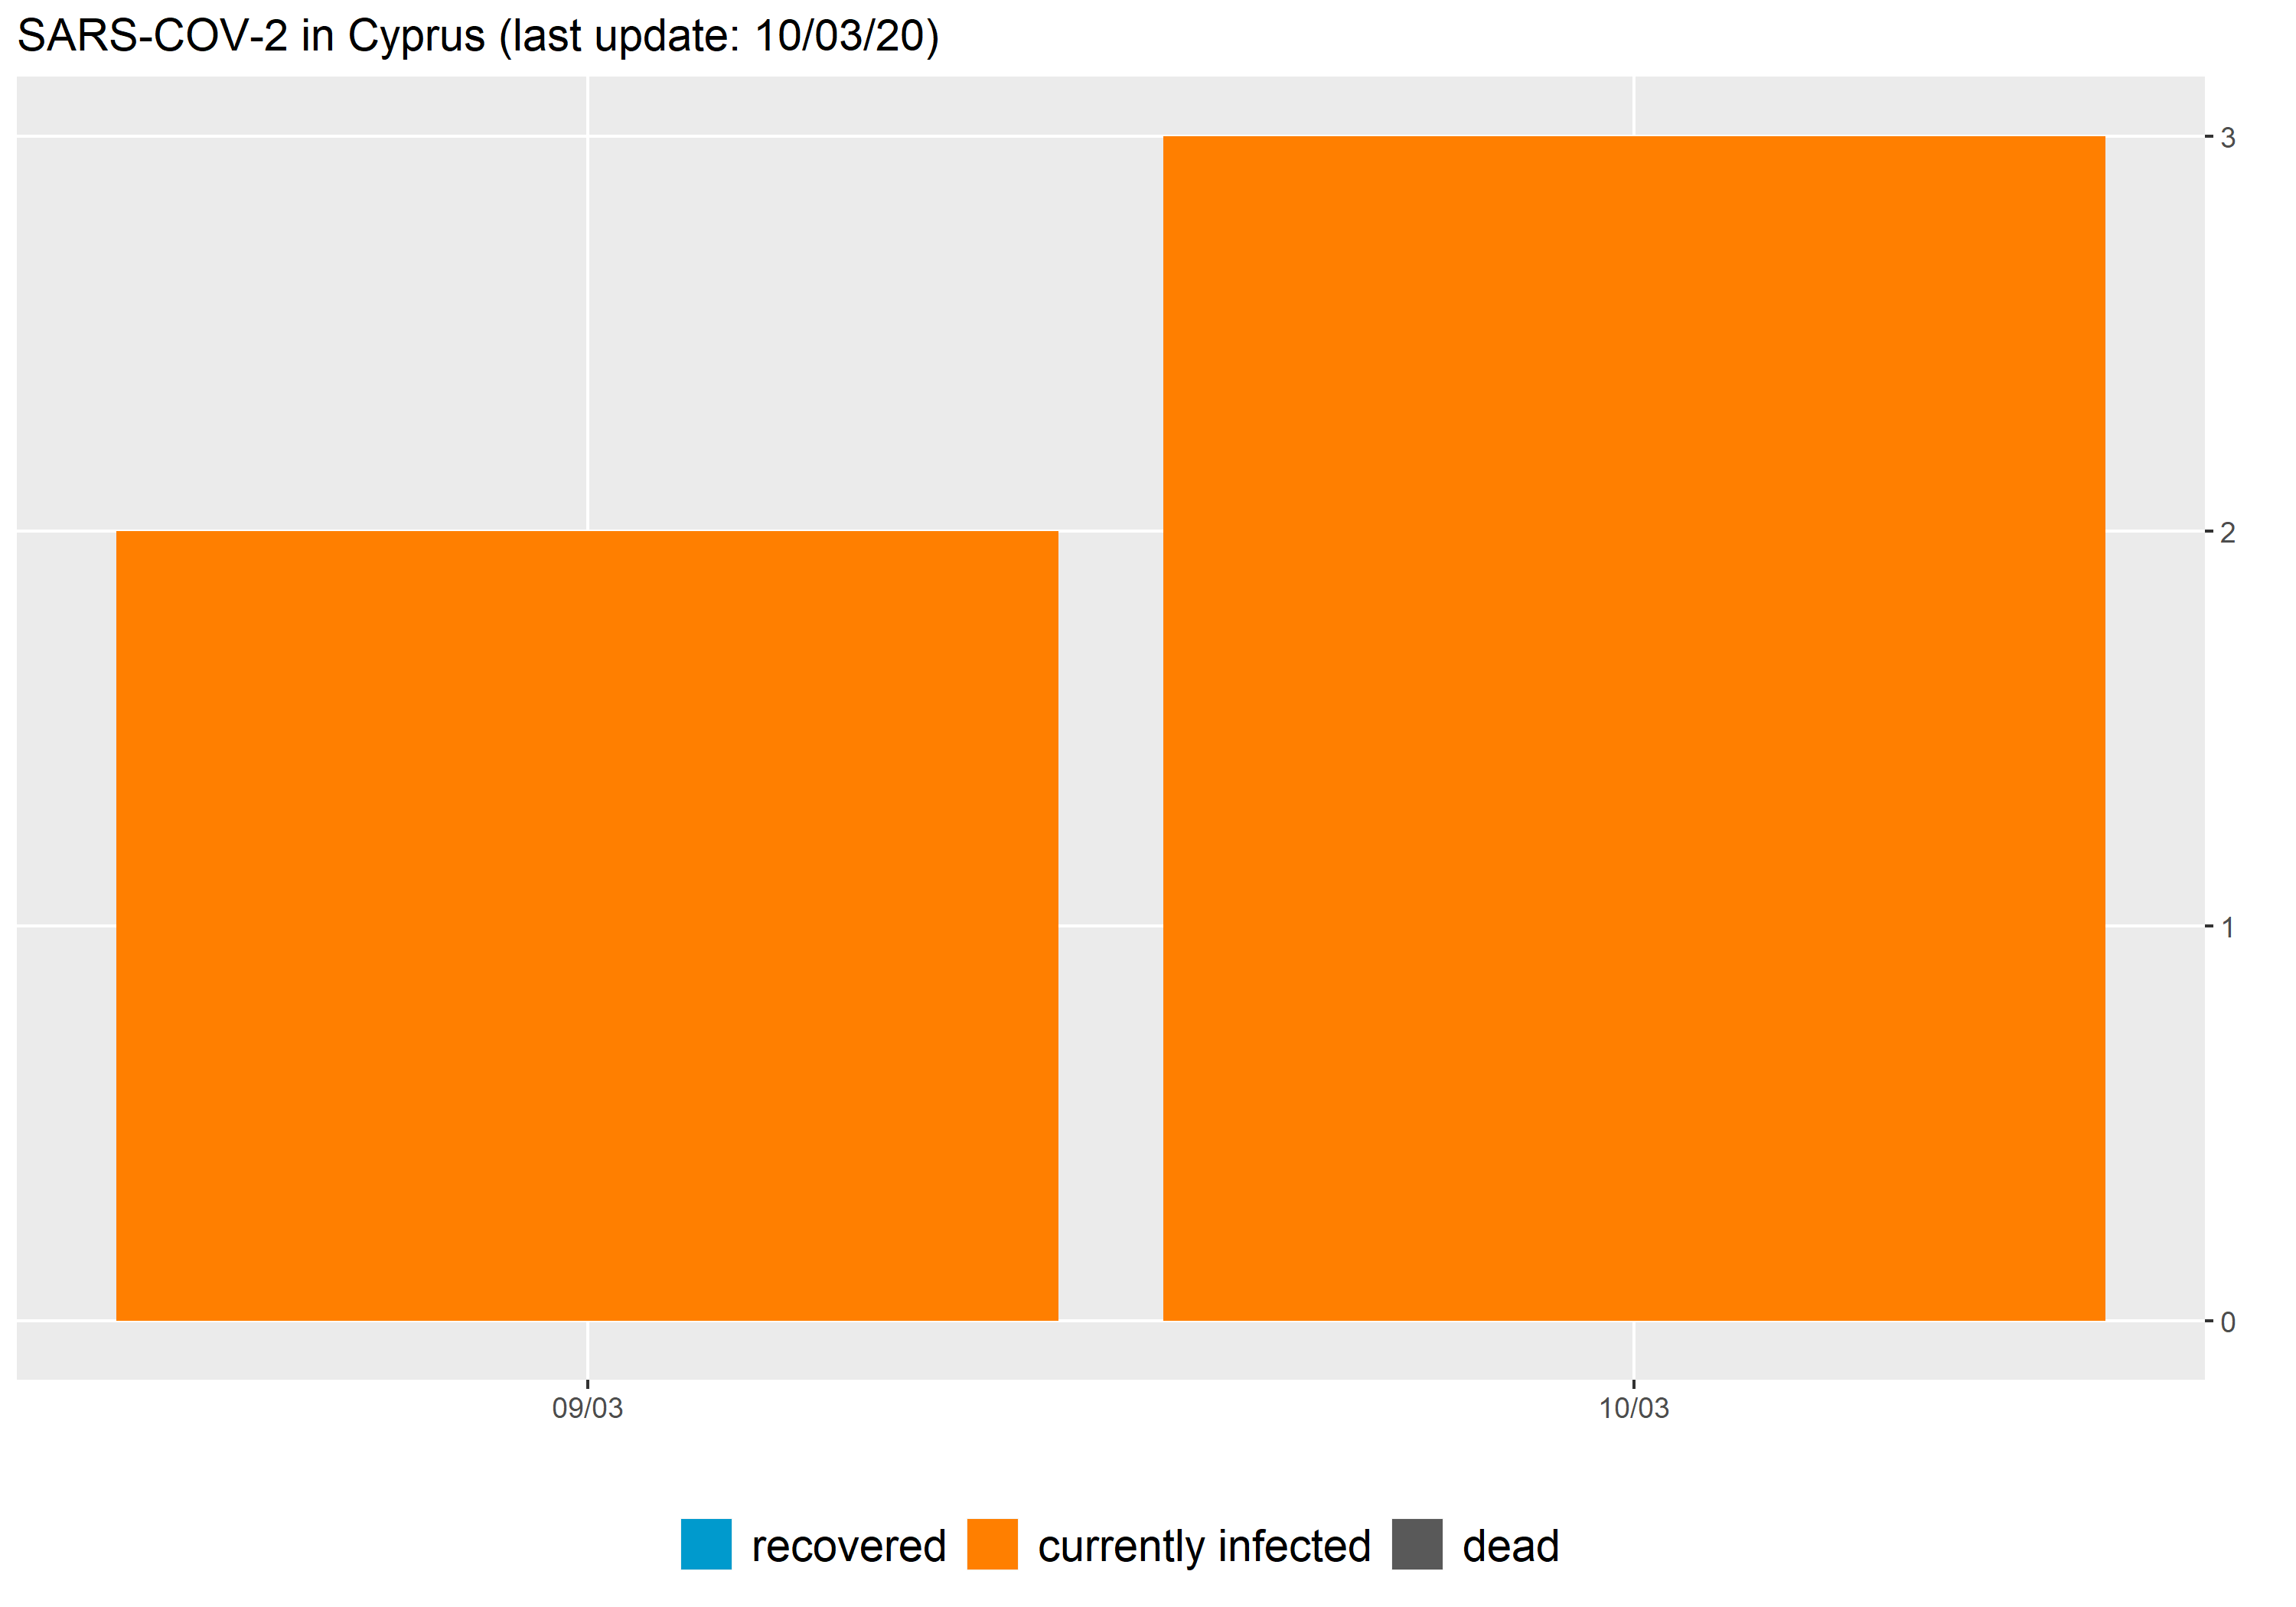 SARS-COV-2 in Cyprus (last update: 10/03/20)
3
2
1
0
09/03 10/03
recovered currently infected dead